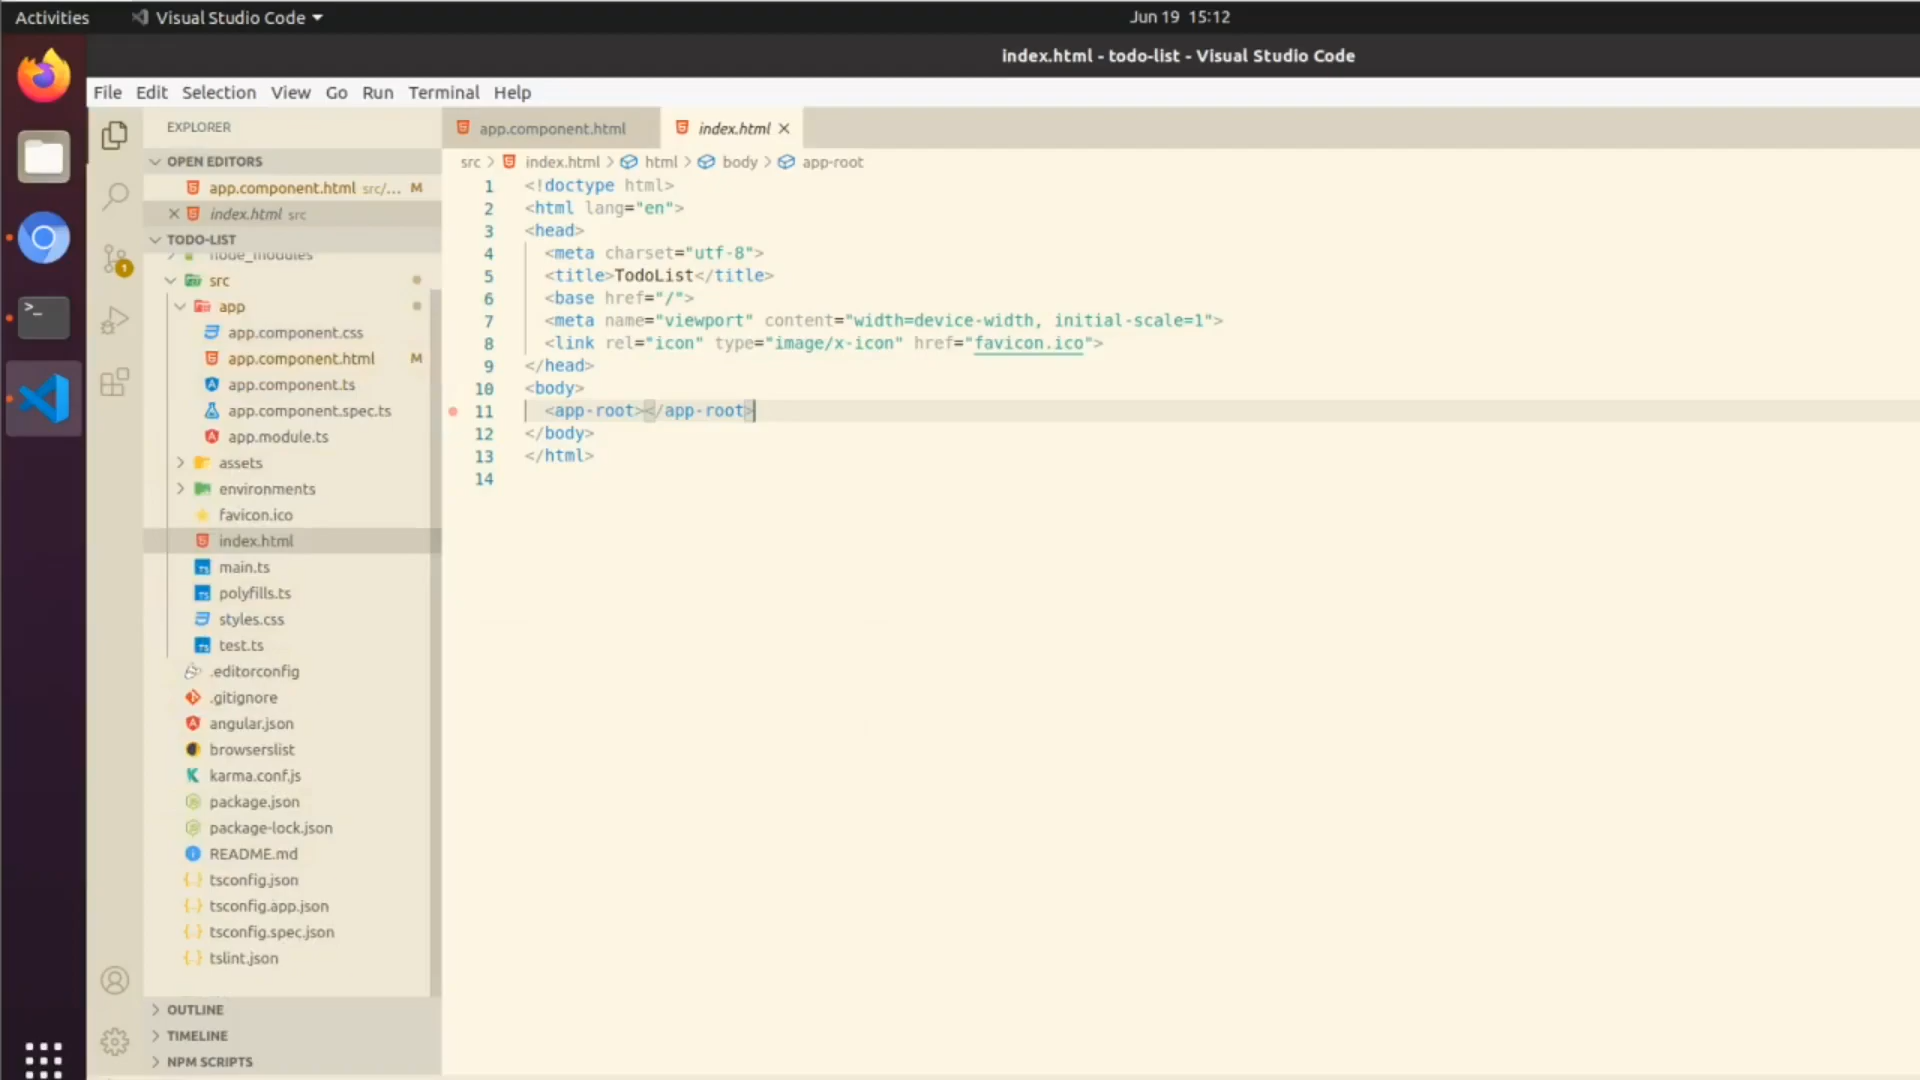 Activities
Visual Studio Code
Jun 19 15:12
index.html - todo-list - Visual Studio Code
File Edit Selection View Go Run Terminal Help
EXPLORER
OPEN EDITORS
app.component.html src/... M
index.html src
TODO-LIST
node_modules
src
app
app.component.css
app.component.html M
app.component.ts
app.component.spec.ts
app.module.ts
assets
environments
favicon.ico
index.html
main.ts
polyfills.ts
styles.css
test.ts
.editorconfig
.gitignore
angular.json
browserslist
karma.conf.js
package.json
package-lock.json
README.md
tsconfig.json
tsconfig.app.json
tsconfig.spec.json
tslint.json
OUTLINE
TIMELINE
NPM SCRIPTS
1
app.component.html
index.html
src > index.html > html > body > app-root
1 <!doctype html>
2 <html lang="en">
3 <head>
4 <meta charset="utf-8">
5 <title>TodoList</title>
6 <base href="/">
7 <meta name="viewport" content="width=device-width, initial-scale=1">
8 <link rel="icon" type="image/x-icon" href="favicon.ico">
9 </head>
10 <body>
11 <app-root></app-root>
12 </body>
13 </html>
14